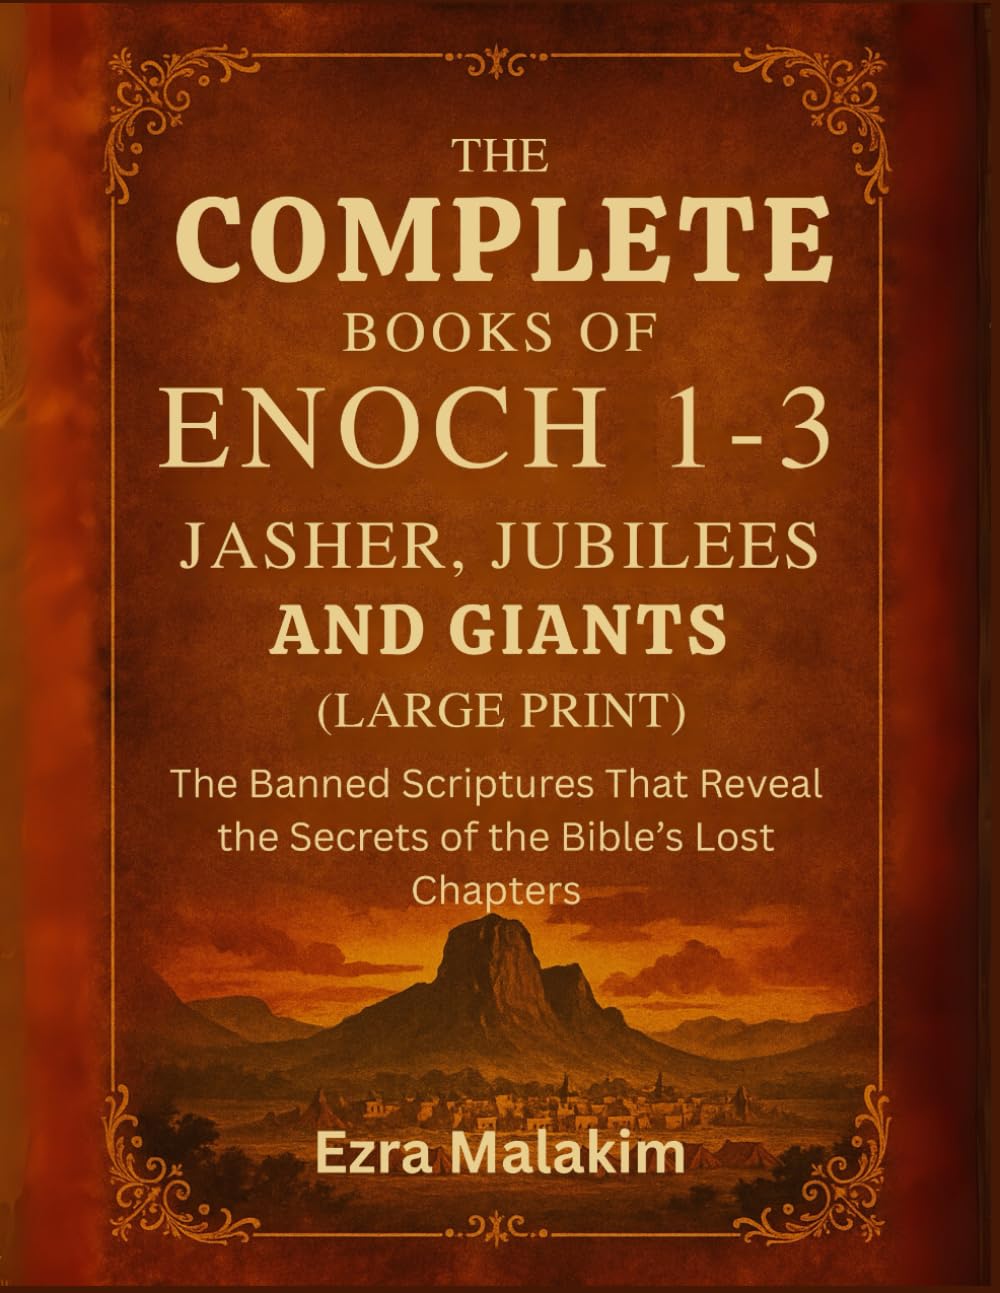 THE
COMPLETE
BOOKS OF
ENOCH 1-3
JASHER, JUBILEES
AND GIANTS
(LARGE PRINT)
The Banned Scriptures That Reveal
the Secrets of the Bible’s Lost
Chapters
Ezra Malakim